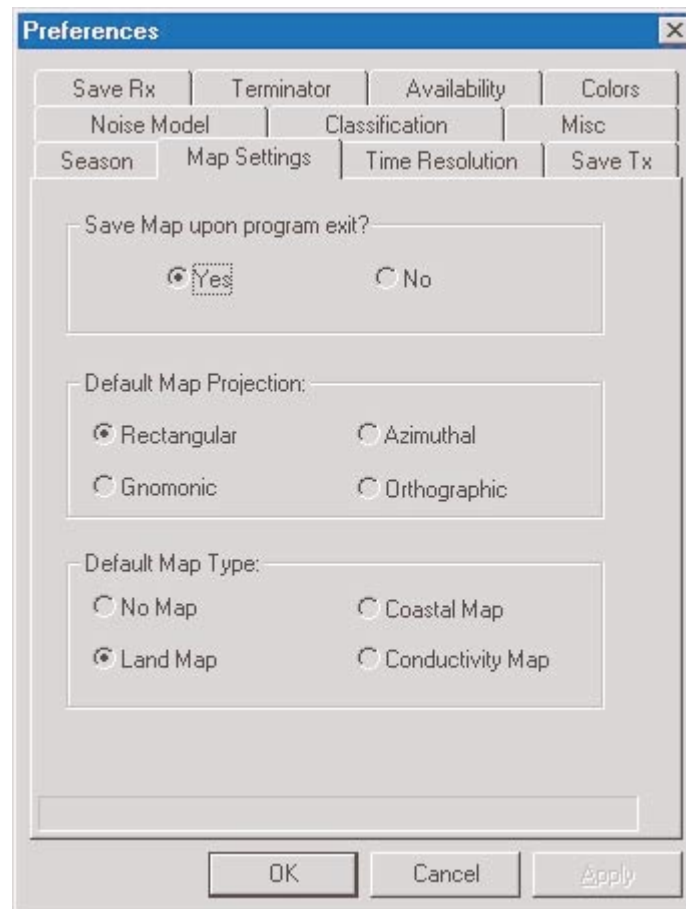 Preferences
Save Rx Terminator Availability Colors
Noise Model Classification Misc
Season Map Settings Time Resolution Save Tx
Save Map upon program exit?
Yes No
Default Map Projection:
Rectangular Azimuthal
Gnomonic Orthographic
Default Map Type:
No Map Coastal Map
Land Map Conductivity Map
OK Cancel Apply